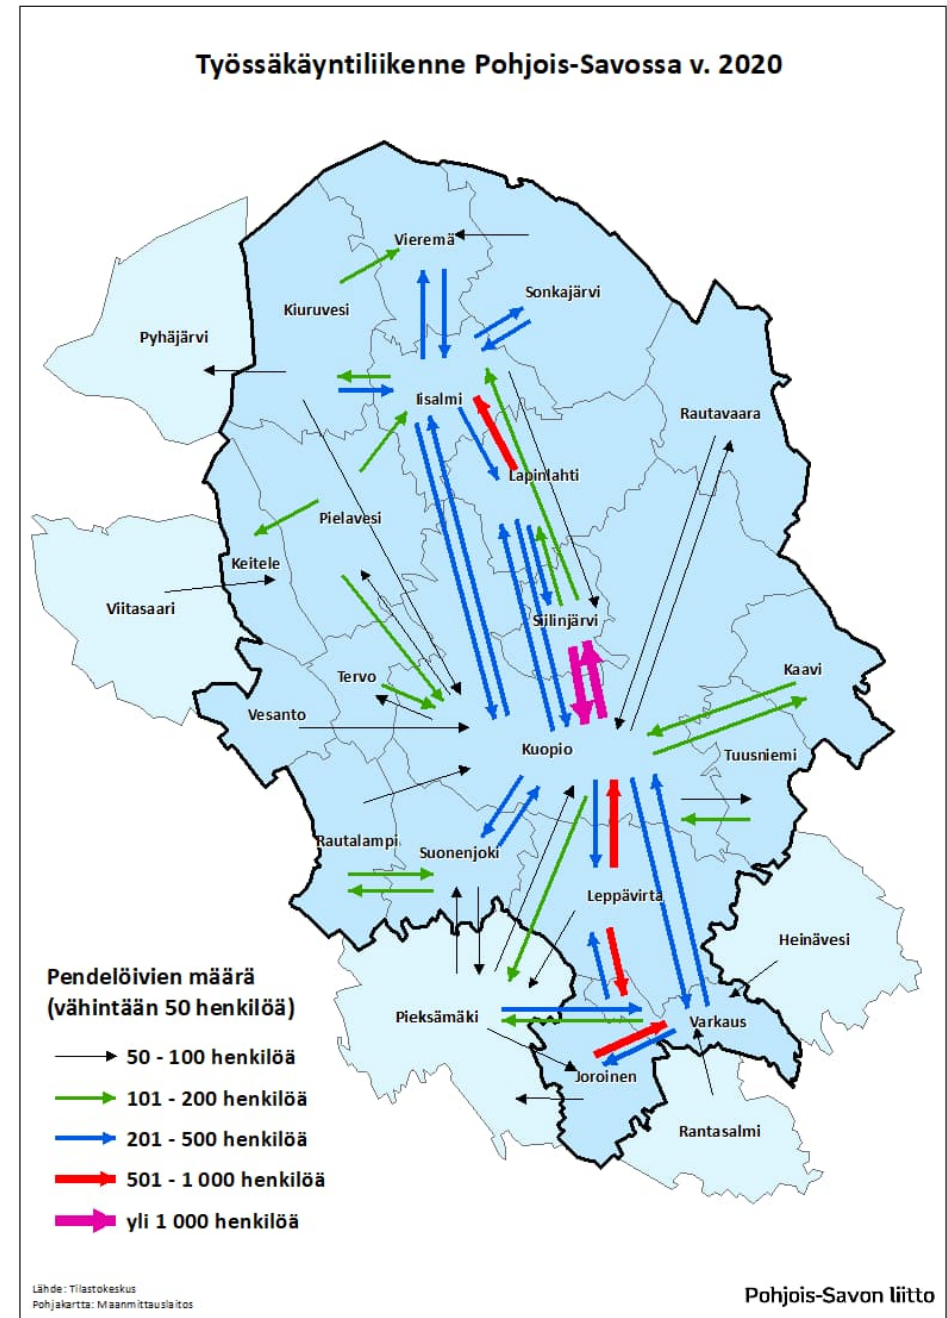 Työssäkäyntiliikenne Pohjois-Savossa v. 2020
Vieremä
Sonkajärvi
Kiuruvesi
Pyhäjärvi
Iisalmi
Rautavaara
Lapinlahti
Pielavesi
Keitele
Viitasaari
Siilinjärvi
Kaavi
Tervo
Vesanto
Kuopio
Tuusniemi
Rautalampi
Suonenjoki
Leppävirta
Heinävesi
Pieksämäki
Varkaus
Joroinen
Rantasalmi
Pendelöivien määrä
(vähintään 50 henkilöä)
50 - 100 henkilöä
101 - 200 henkilöä
201 - 500 henkilöä
501 - 1 000 henkilöä
yli 1 000 henkilöä
Lähde: Tilastokeskus
Pohjakartta: Maanmittauslaitos
Pohjois-Savon liitto